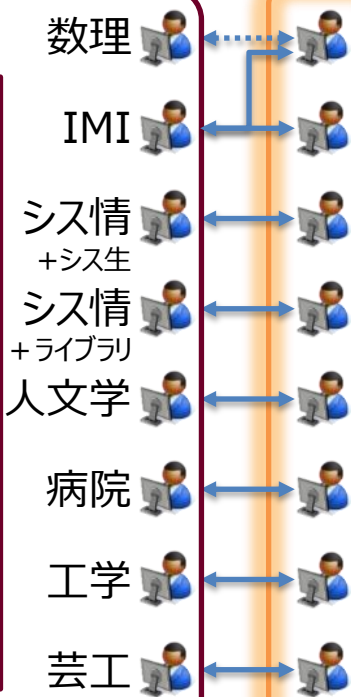 数理
IMI
シス情
+シス生
シス情
+ライブラリ
人文学
病院
工学
芸工